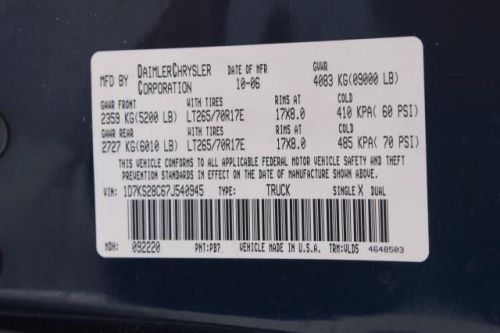 MFD BY DAIMLERCHRYSLER CORPORATION DATE OF MFR 10-06 GVWR 4083 KG(09000 LB)
GAWR FRONT WITH TIRES RIMS AT COLD
2359 KG(5200 LB) LT265/70R17E 17X8.0 410 KPA( 60 PSI)
GAWR REAR WITH TIRES RIMS AT COLD
2727 KG(6010 LB) LT265/70R17E 17X8.0 485 KPA( 70 PSI)
THIS VEHICLE CONFORMS TO ALL APPLICABLE FEDERAL MOTOR VEHICLE SAFETY AND
THEFT PREVENTION STANDARDS IN EFFECT ON THE DATE OF MANUFACTURE SHOWN ABOVE.
VIN: 1D7KS28C67J540945 TYPE: TRUCK SINGLE X DUAL
MDH: 092220 PNT:PB7 VEHICLE MADE IN U.S.A. TRM:VLD5 4648503